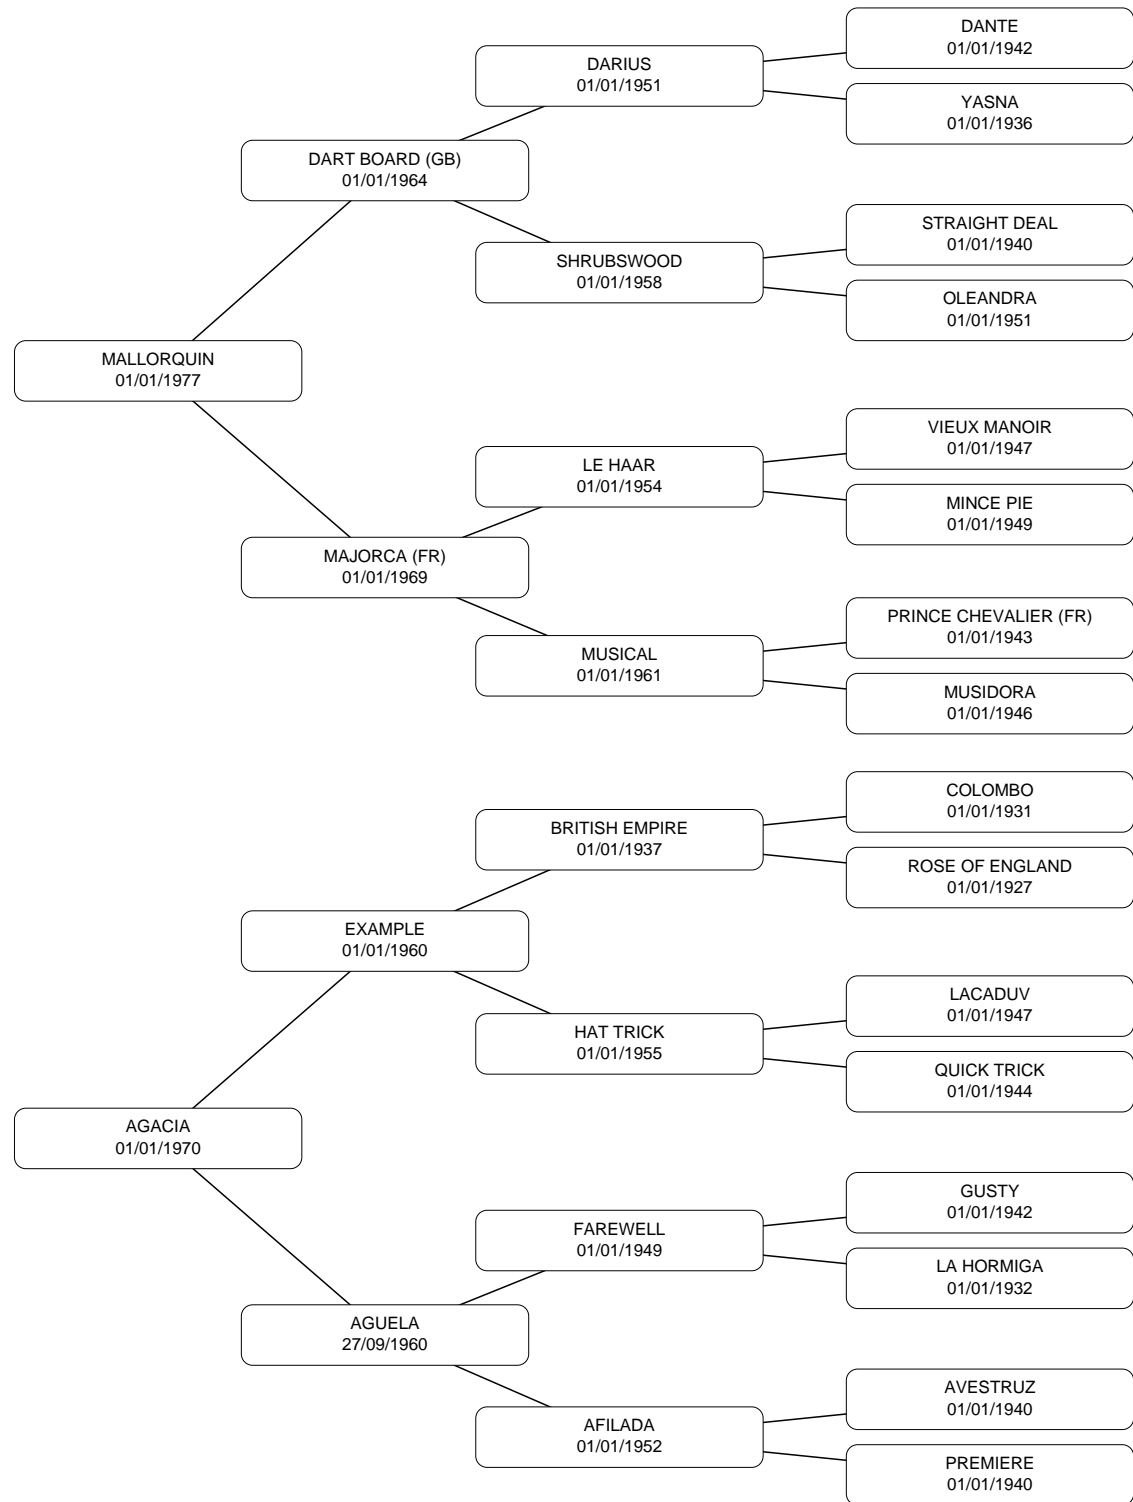 DANTE
01/01/1942
DARIUS
01/01/1951
YASNA
01/01/1936
DART BOARD (GB)
01/01/1964
STRAIGHT DEAL
01/01/1940
SHRUBSWOOD
01/01/1958
OLEANDRA
01/01/1951
MALLORQUIN
01/01/1977
VIEUX MANOIR
01/01/1947
LE HAAR
01/01/1954
MINCE PIE
01/01/1949
MAJORCA (FR)
01/01/1969
PRINCE CHEVALIER (FR)
01/01/1943
MUSICAL
01/01/1961
MUSIDORA
01/01/1946
COLOMBO
01/01/1931
BRITISH EMPIRE
01/01/1937
ROSE OF ENGLAND
01/01/1927
EXAMPLE
01/01/1960
LACADUV
01/01/1947
HAT TRICK
01/01/1955
QUICK TRICK
01/01/1944
AGACIA
01/01/1970
GUSTY
01/01/1942
FAREWELL
01/01/1949
LA HORMIGA
01/01/1932
AGUELA
27/09/1960
AVESTRUZ
01/01/1940
AFILADA
01/01/1952
PREMIERE
01/01/1940